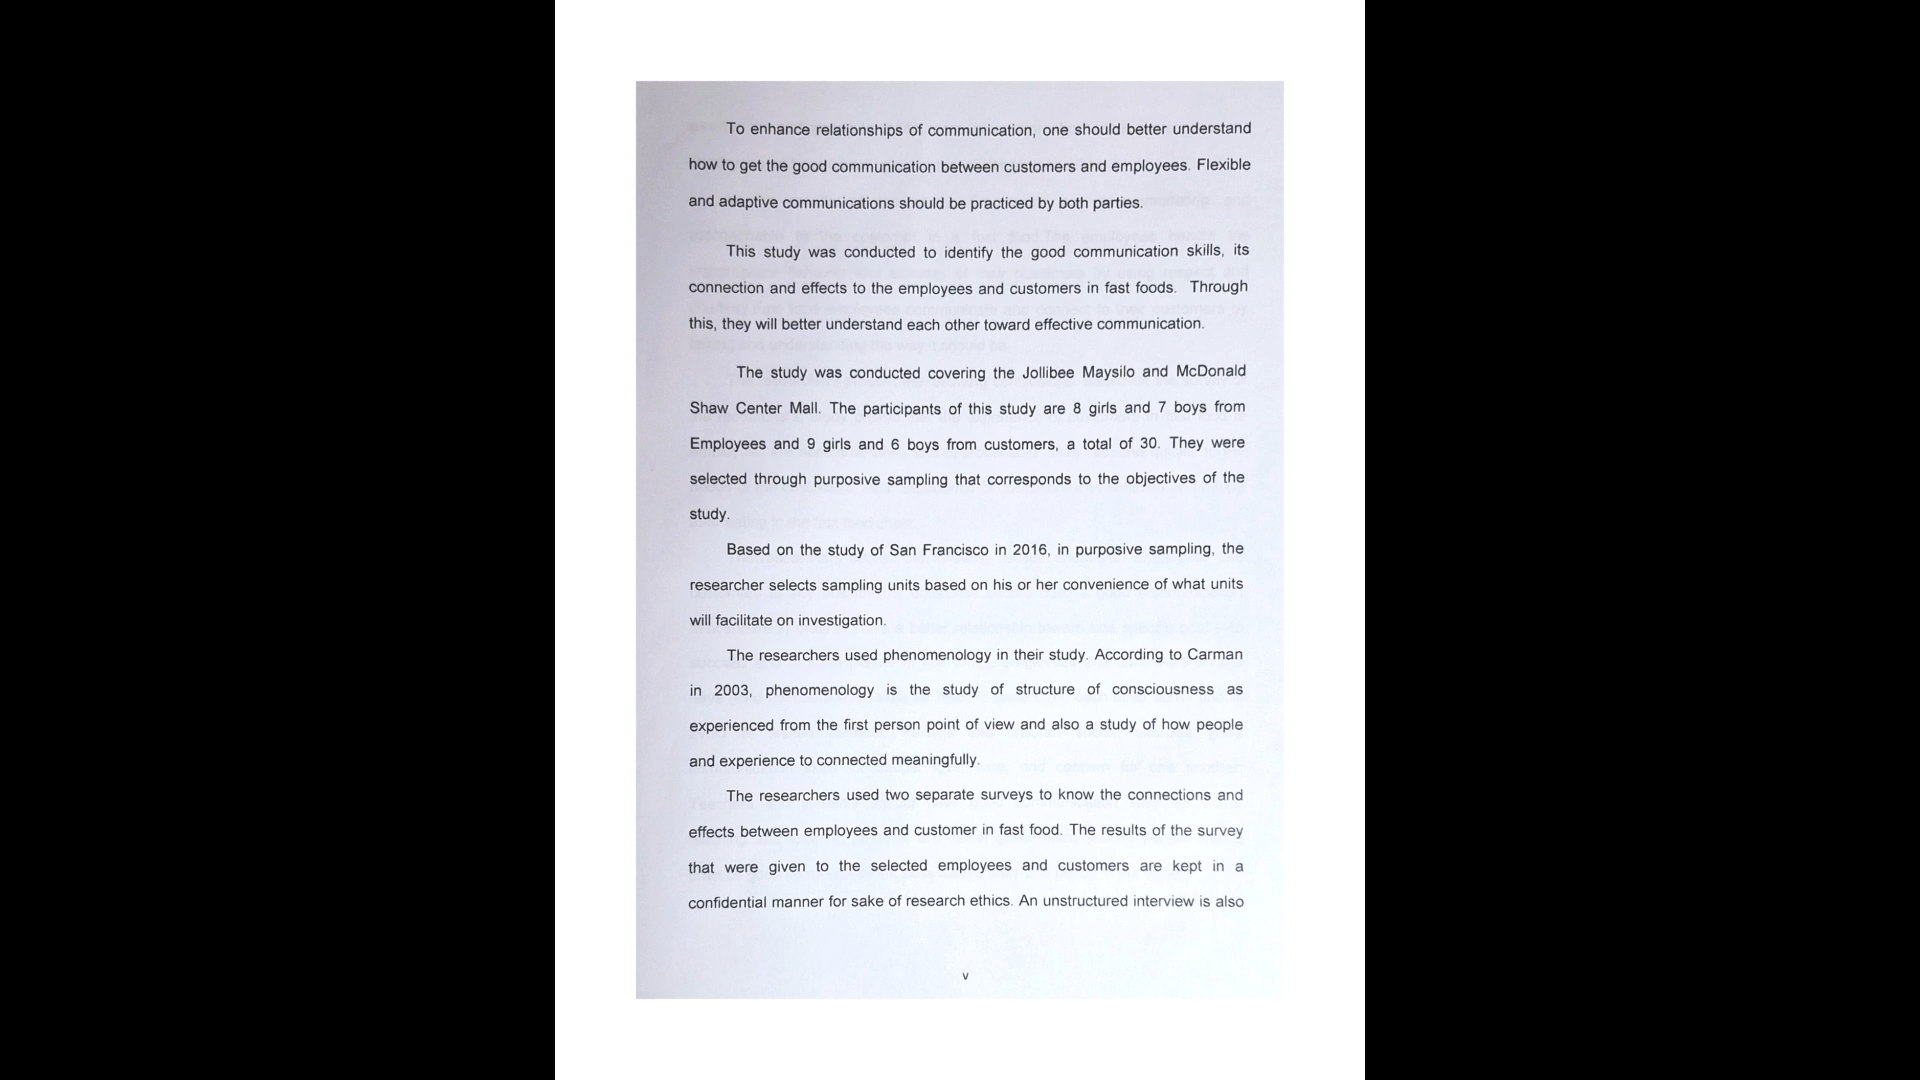 To enhance relationships of communication, one should better understand
how to get the good communication between customers and employees. Flexible
and adaptive communications should be practiced by both parties.
This study was conducted to identify the good communication skills, its
connection and effects to the employees and customers in fast foods. Through
this, they will better understand each other toward effective communication.
The study was conducted covering the Jollibee Maysilo and McDonald
Shaw Center Mall. The participants of this study are 8 girls and 7 boys from
Employees and 9 girls and 6 boys from customers, a total of 30. They were
selected through purposive sampling that corresponds to the objectives of the
study.
Based on the study of San Francisco in 2016, in purposive sampling, the
researcher selects sampling units based on his or her convenience of what units
will facilitate on investigation.
The researchers used phenomenology in their study. According to Carman
in 2003, phenomenology is the study of structure of consciousness as
experienced from the first person point of view and also a study of how people
and experience to connected meaningfully.
The researchers used two separate surveys to know the connections and
effects between employees and customer in fast food. The results of the survey
that were given to the selected employees and customers are kept in a
confidential manner for sake of research ethics. An unstructured interview is also
v